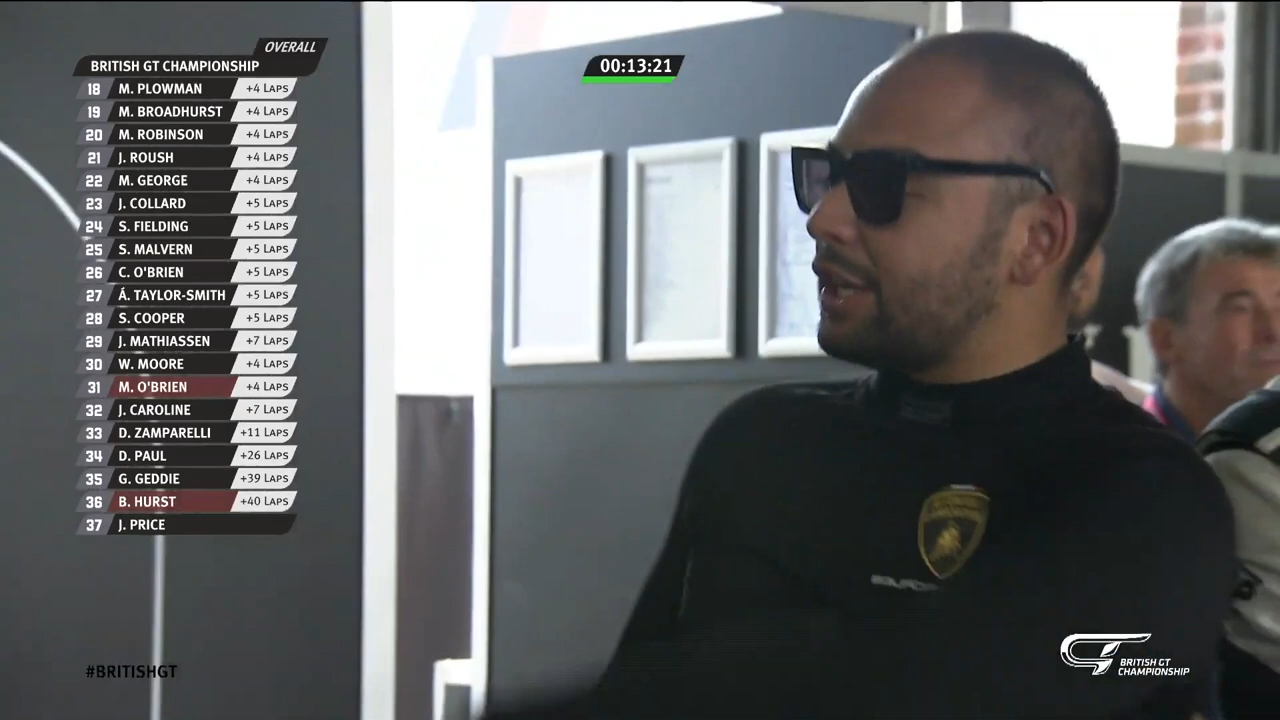 OVERALL
BRITISH GT CHAMPIONSHIP
00:13:21
18 M. PLOWMAN +4 LAPS
19 M. BROADHURST +4 LAPS
20 M. ROBINSON +4 LAPS
21 J. ROUSH +4 LAPS
22 M. GEORGE +4 LAPS
23 J. COLLARD +5 LAPS
24 S. FIELDING +5 LAPS
25 S. MALVERN +5 LAPS
26 C. O'BRIEN +5 LAPS
27 Á. TAYLOR-SMITH +5 LAPS
28 S. COOPER +5 LAPS
29 J. MATHIASSEN +7 LAPS
30 W. MOORE +4 LAPS
31 M. O'BRIEN +4 LAPS
32 J. CAROLINE +7 LAPS
33 D. ZAMPARELLI +11 LAPS
34 D. PAUL +26 LAPS
35 G. GEDDIE +39 LAPS
36 B. HURST +40 LAPS
37 J. PRICE
#BRITISHGT
BRITISH GT
CHAMPIONSHIP